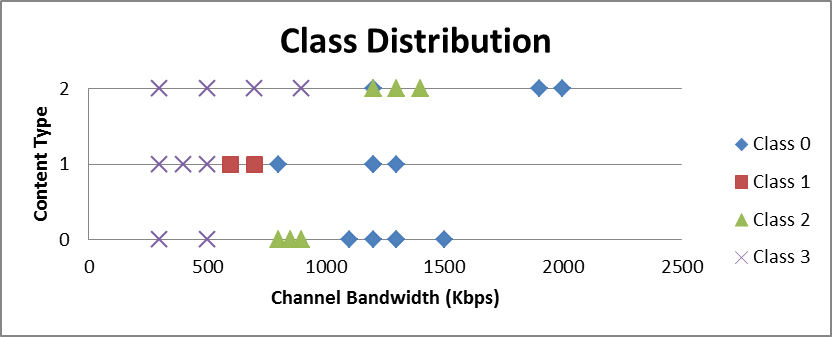 Class Distribution
2
1
0
Content Type
0 500 1000 1500 2000 2500
Channel Bandwidth (Kbps)
Class 0
Class 1
Class 2
Class 3